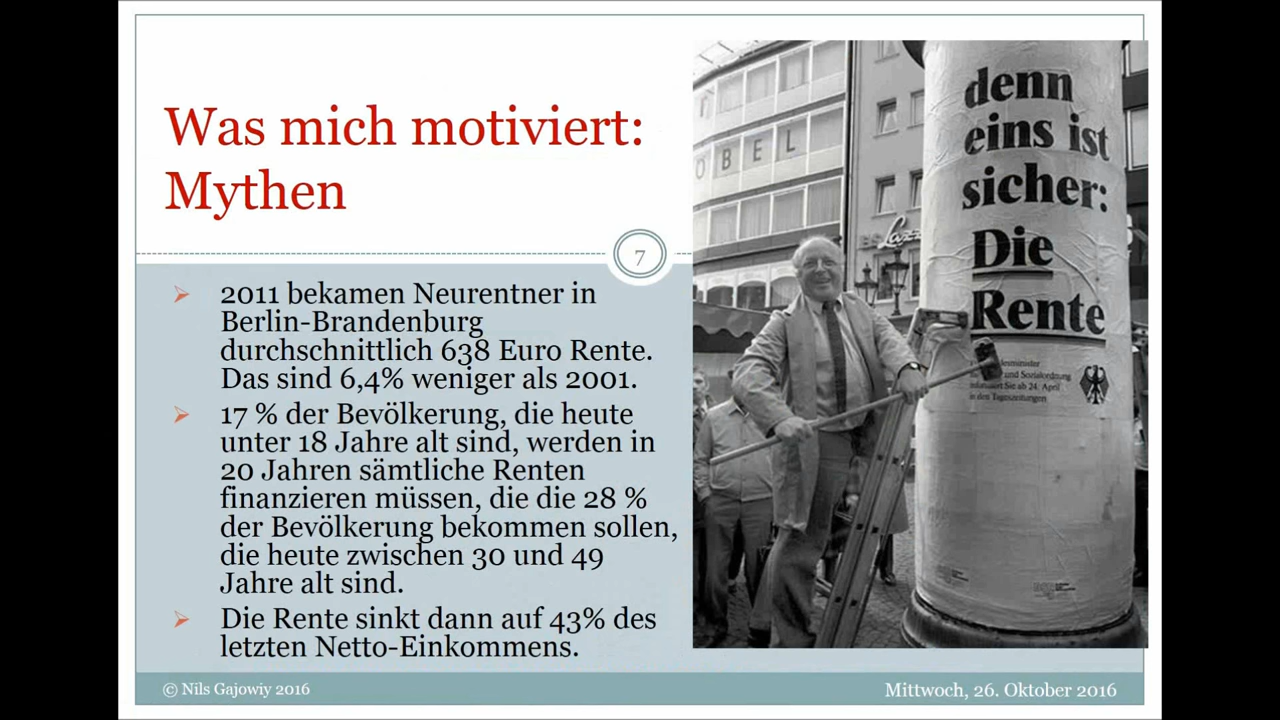 Was mich motiviert:
Mythen
7
➢ 2011 bekamen Neurentner in
Berlin-Brandenburg
durchschnittlich 638 Euro Rente.
Das sind 6,4% weniger als 2001.
➢ 17 % der Bevölkerung, die heute
unter 18 Jahre alt sind, werden in
20 Jahren sämtliche Renten
finanzieren müssen, die die 28 %
der Bevölkerung bekommen sollen,
die heute zwischen 30 und 49
Jahre alt sind.
➢ Die Rente sinkt dann auf 43% des
letzten Netto-Einkommens.
OBEL
denn
eins ist
sicher:
Die
Rente
und Sozialordnung
Sie ab 24. April
in den Tageszeitungen
© Nils Gajowiy 2016
Mittwoch, 26. Oktober 2016